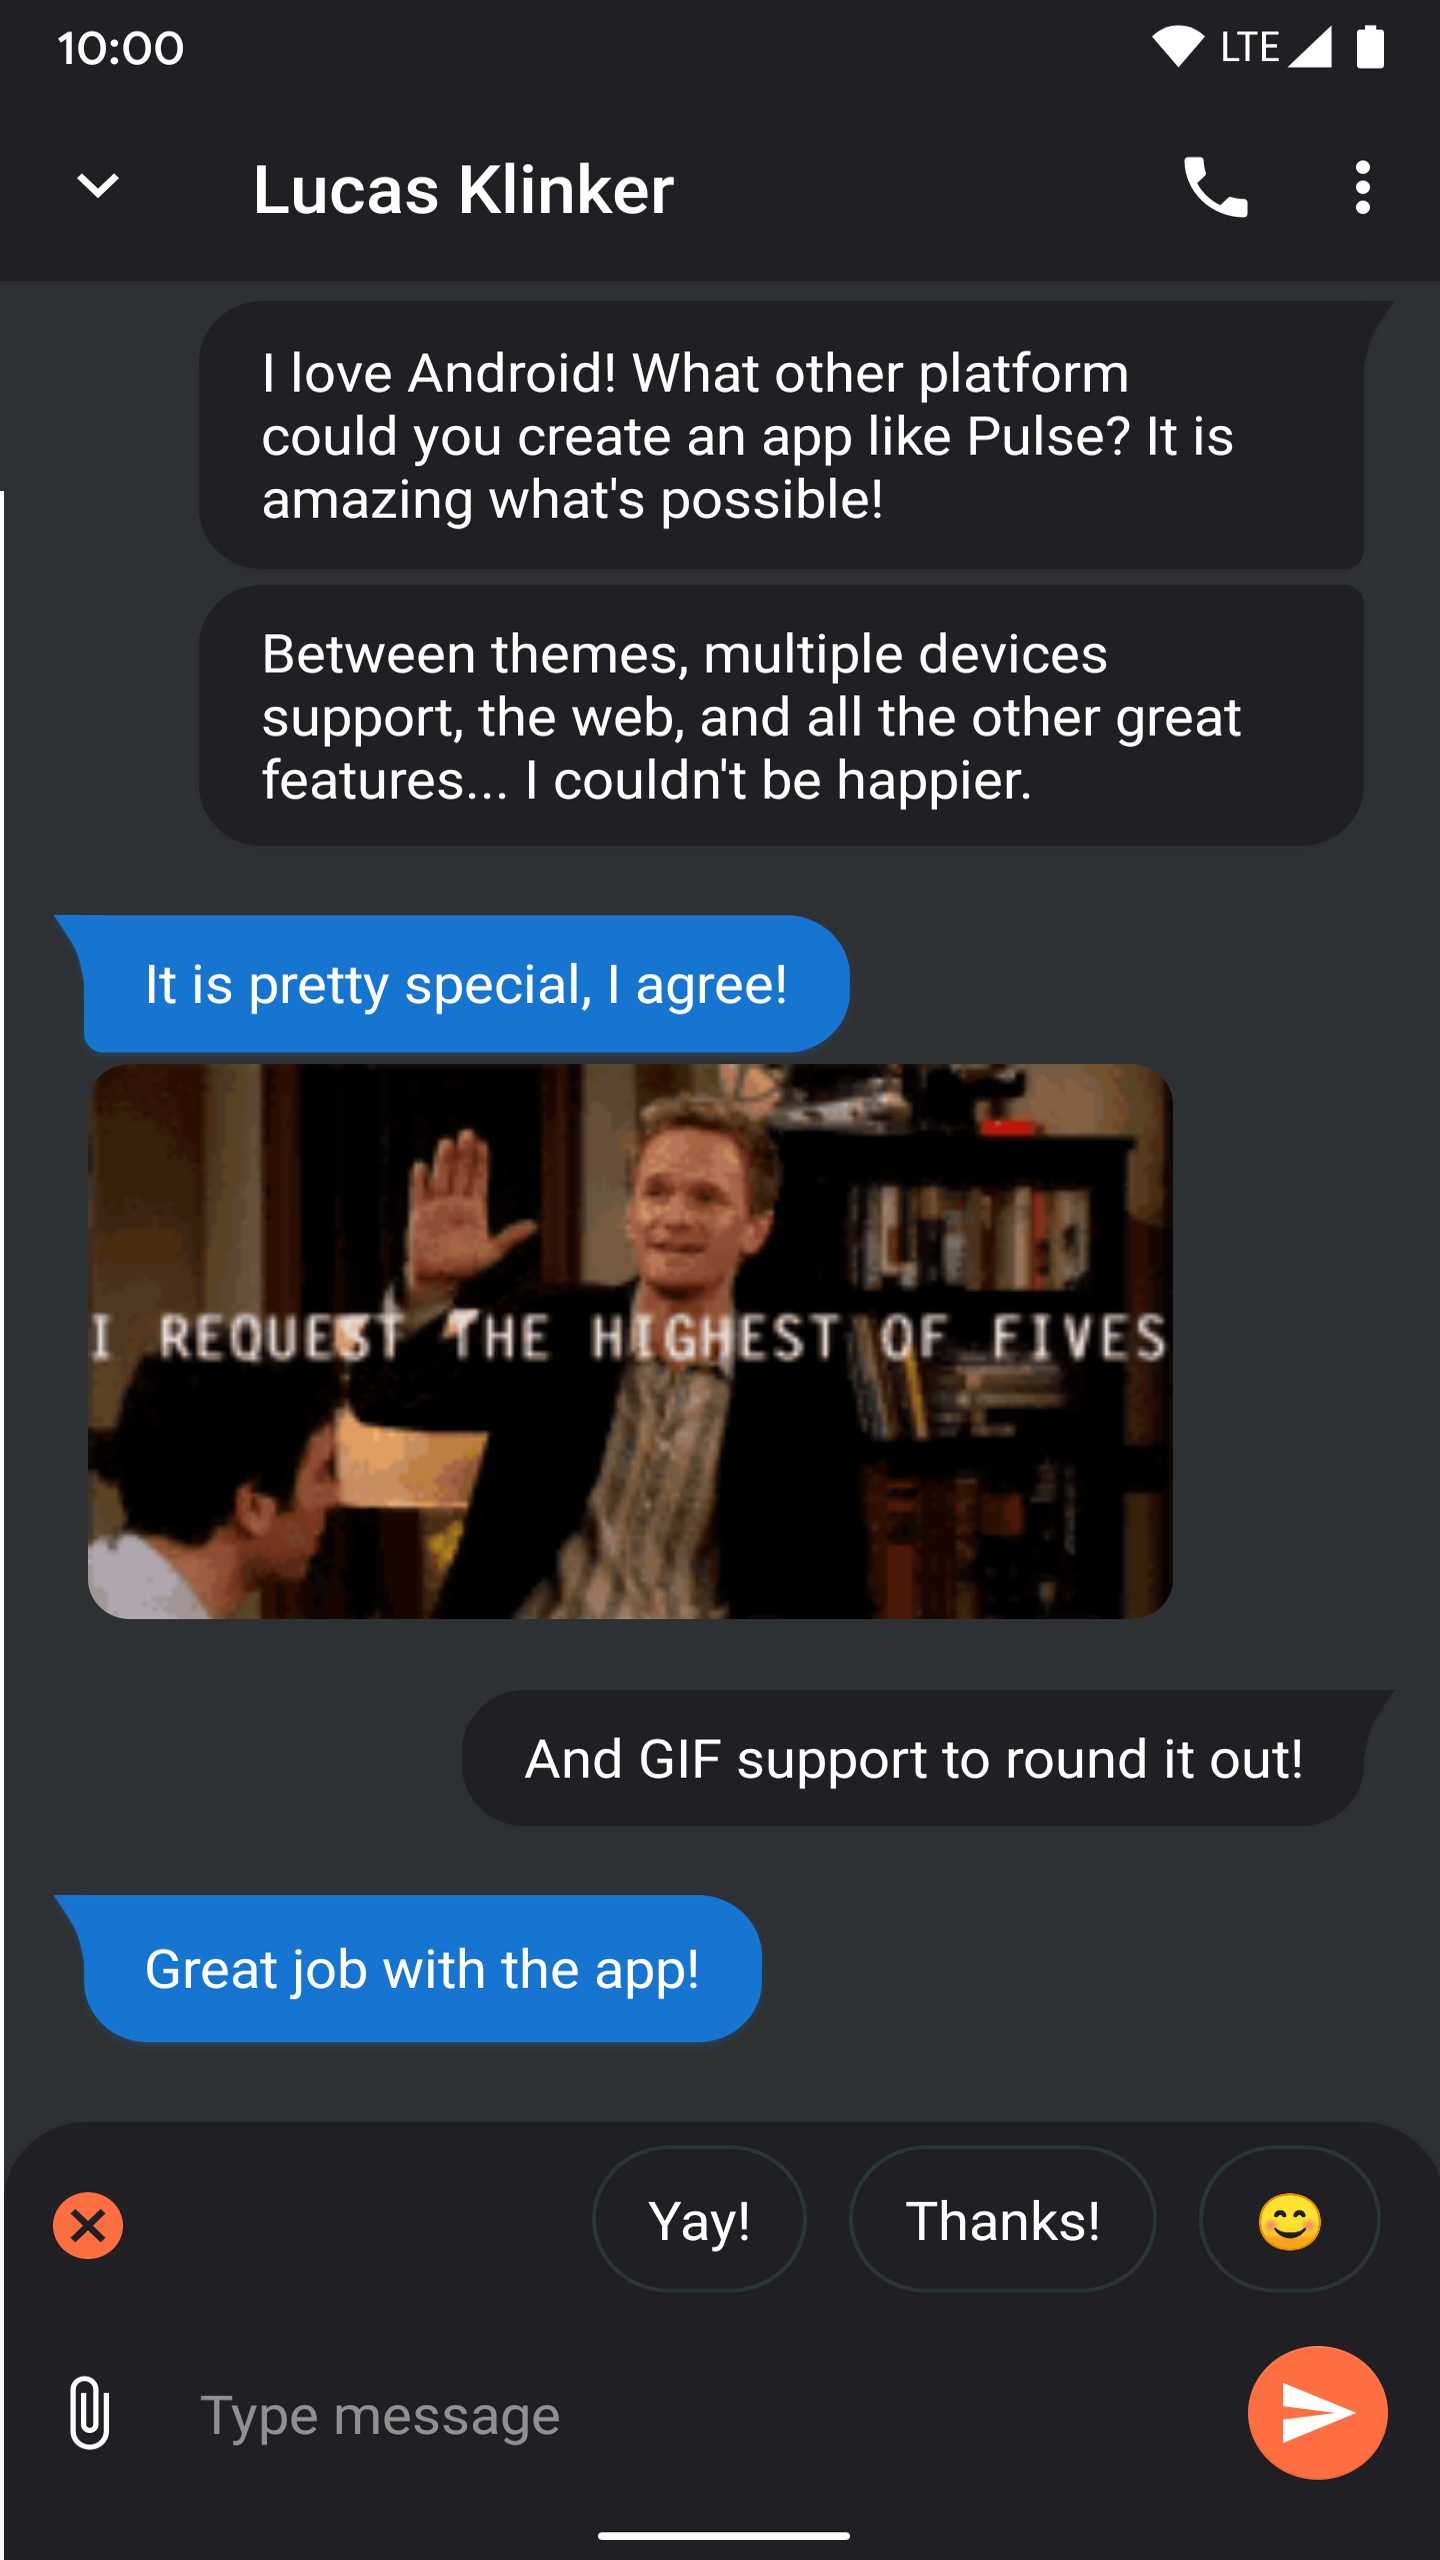 10:00
LTE
Lucas Klinker
I love Android! What other platform
could you create an app like Pulse? It is
amazing what's possible!
Between themes, multiple devices
support, the web, and all the other great
features... I couldn't be happier.
It is pretty special, I agree!
I REQUEST THE HIGHEST OF FIVES
And GIF support to round it out!
Great job with the app!
Yay!
Thanks!
Type message